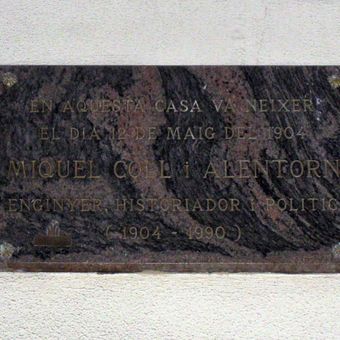 EN AQUESTA CASA VA NEIXER
EL DIA 12 DE MAIG DEL 1904
MIQUEL COLL i ALENTORN
ENGINYER, HISTORIADOR I POLITIC
( 1904 - 1990 )